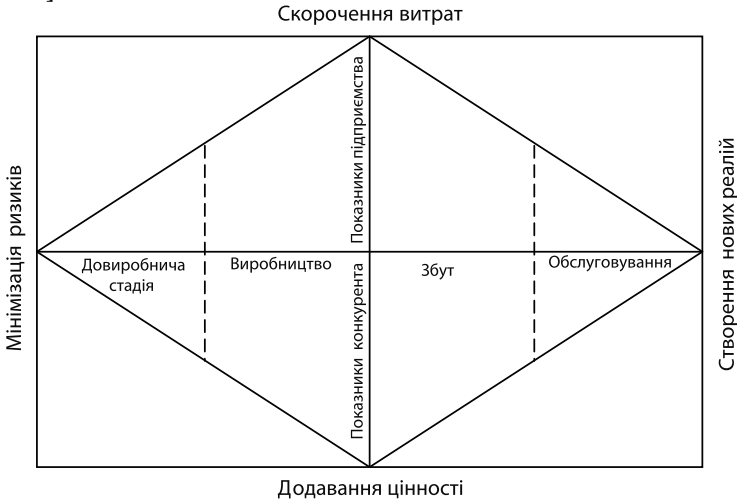 Скорочення витрат
Мінімізація ризиків
Показники підприємства
Створення нових реалій
Довиробнича
стадія
Виробництво
Збут
Обслуговування
Показники конкурента
Додавання цінності